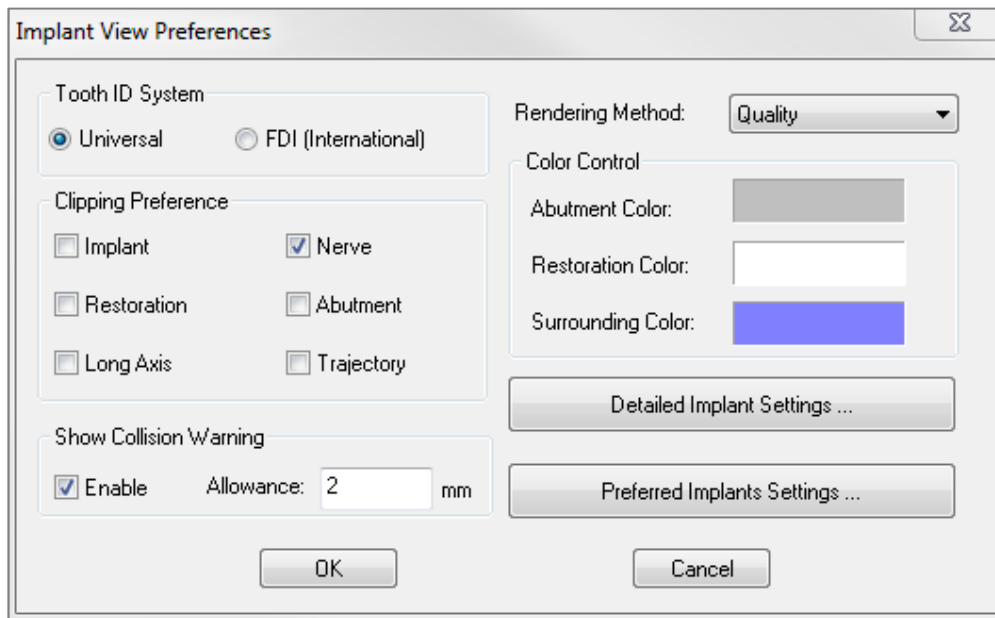 Implant View Preferences
Tooth ID System
Universal FDI (International)
Clipping Preference
Implant Nerve
Restoration Abutment
Long Axis Trajectory
Show Collision Warning
Enable Allowance: 2 mm
Rendering Method: Quality
Color Control
Abutment Color:
Restoration Color:
Surrounding Color:
Detailed Implant Settings ...
Preferred Implants Settings ...
OK Cancel